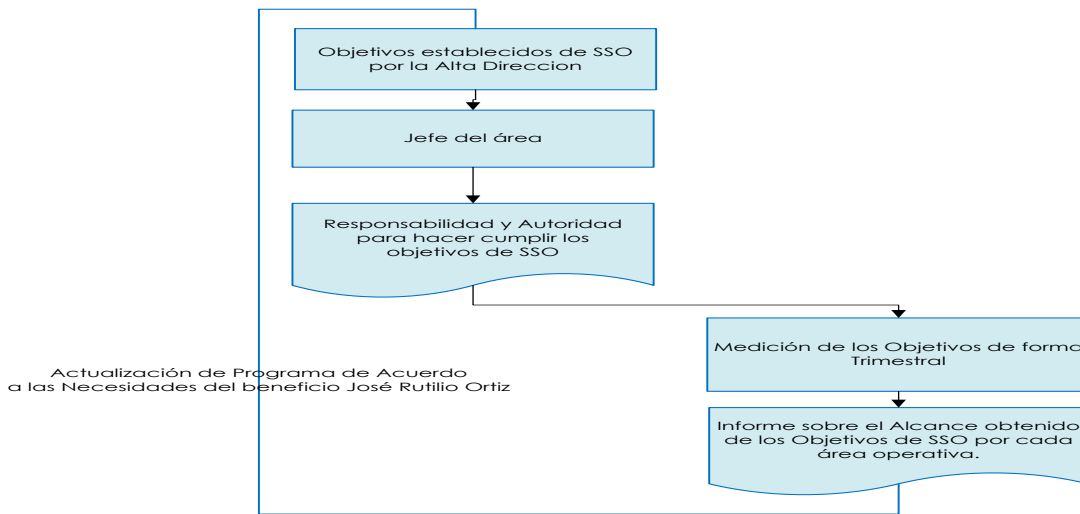 Objetivos establecidos de SSO
por la Alta Direccion
Jefe del área
Responsabilidad y Autoridad
para hacer cumplir los
objetivos de SSO
Medición de los Objetivos de forma
Trimestral
Actualización de Programa de Acuerdo
a las Necesidades del beneficio José Rutilio Ortiz
Informe sobre el Alcance obtenido
de los Objetivos de SSO por cada
área operativa.